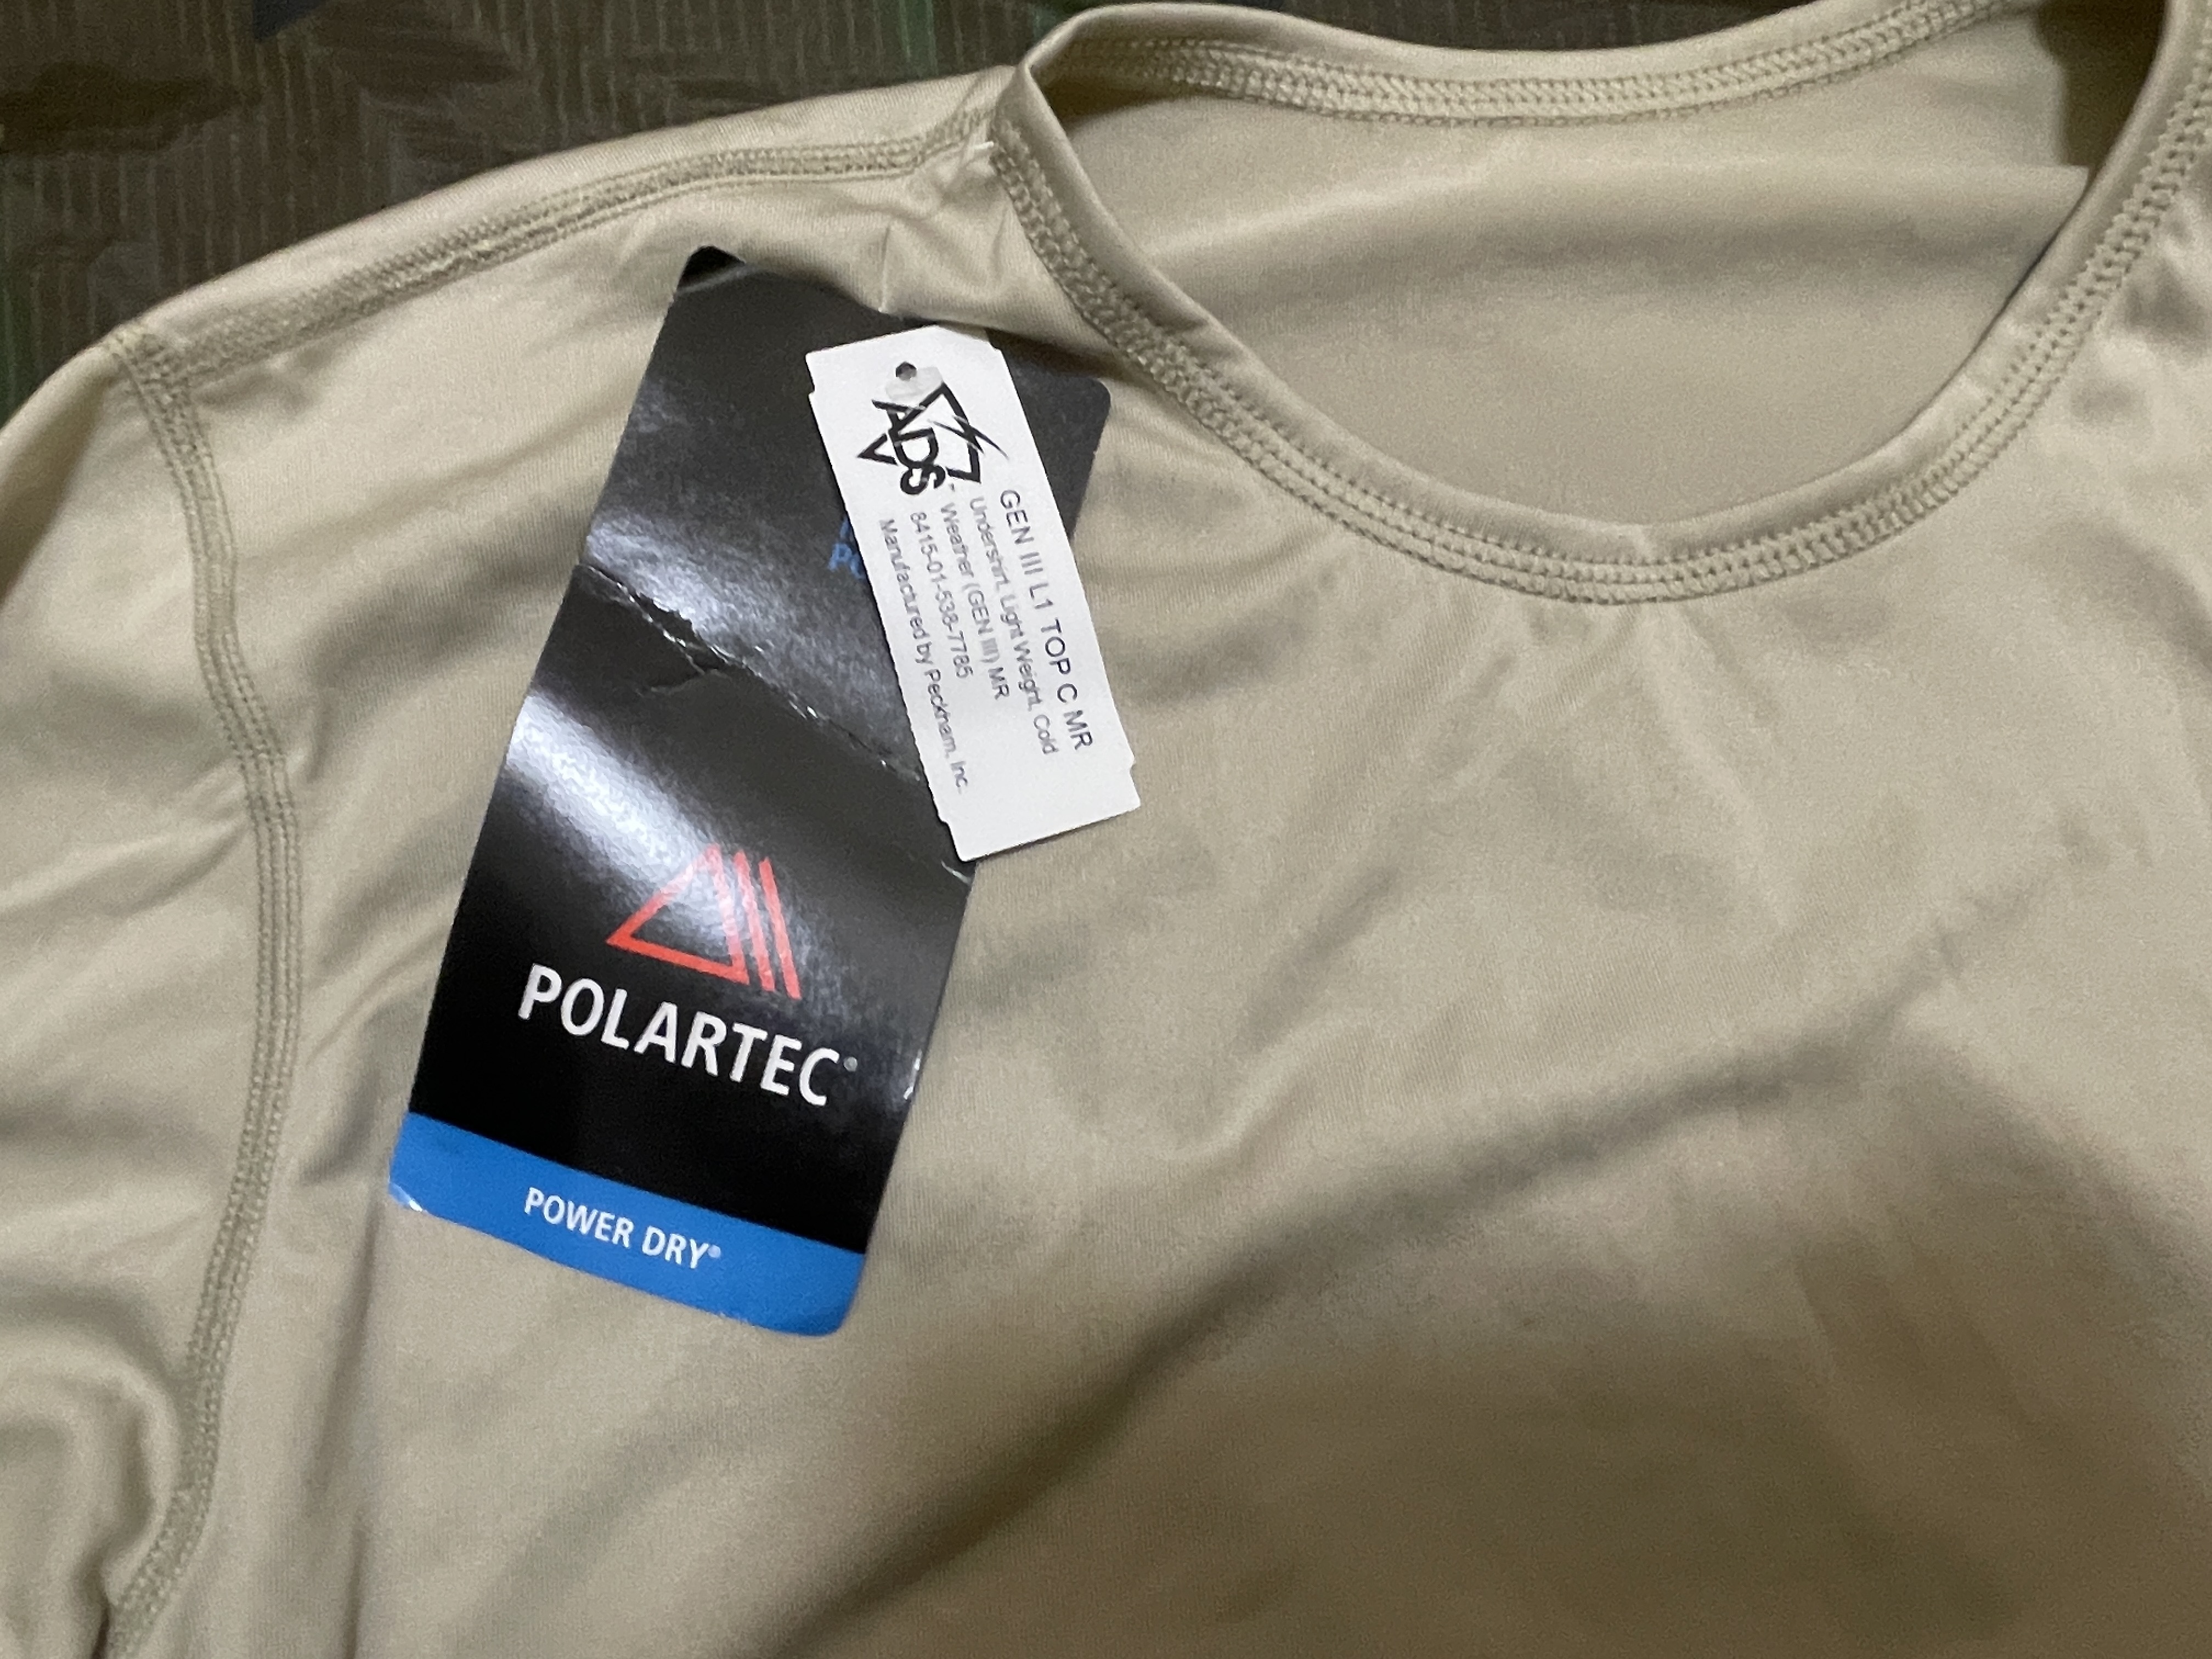 ADS
GEN III L1 TOP C MR
Undershirt, Light Weight, Cold
Weather (GEN III) MR
8415-01-538-7785
Manufactured by Peckham, Inc.
POLARTEC®
POWER DRY®